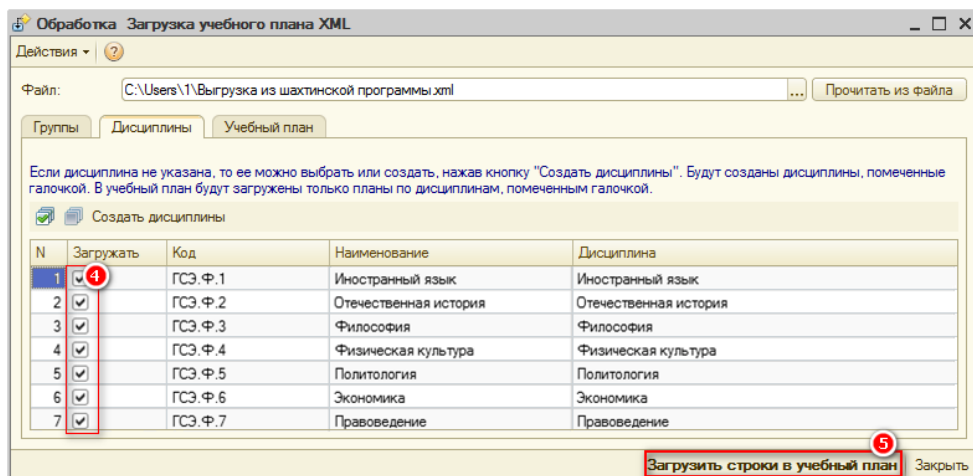 Обработка Загрузка учебного плана XML
Действия
Файл: C:\Users\1\Выгрузка из шахтинской программы.xml ... Прочитать из файла
Группы Дисциплины Учебный план
Если дисциплина не указана, то ее можно выбрать или создать, нажав кнопку "Создать дисциплины". Будут созданы дисциплины, помеченные
галочкой. В учебный план будут загружены только планы по дисциплинам, помеченным галочкой.
Создать дисциплины
N Загружать Код Наименование Дисциплина
1 4 ГСЭ.Ф.1 Иностранный язык Иностранный язык
2 ГСЭ.Ф.2 Отечественная история Отечественная история
3 ГСЭ.Ф.3 Философия Философия
4 ГСЭ.Ф.4 Физическая культура Физическая культура
5 ГСЭ.Ф.5 Политология Политология
6 ГСЭ.Ф.6 Экономика Экономика
7 ГСЭ.Ф.7 Правоведение Правоведение
5
Загрузить строки в учебный план Закрыть